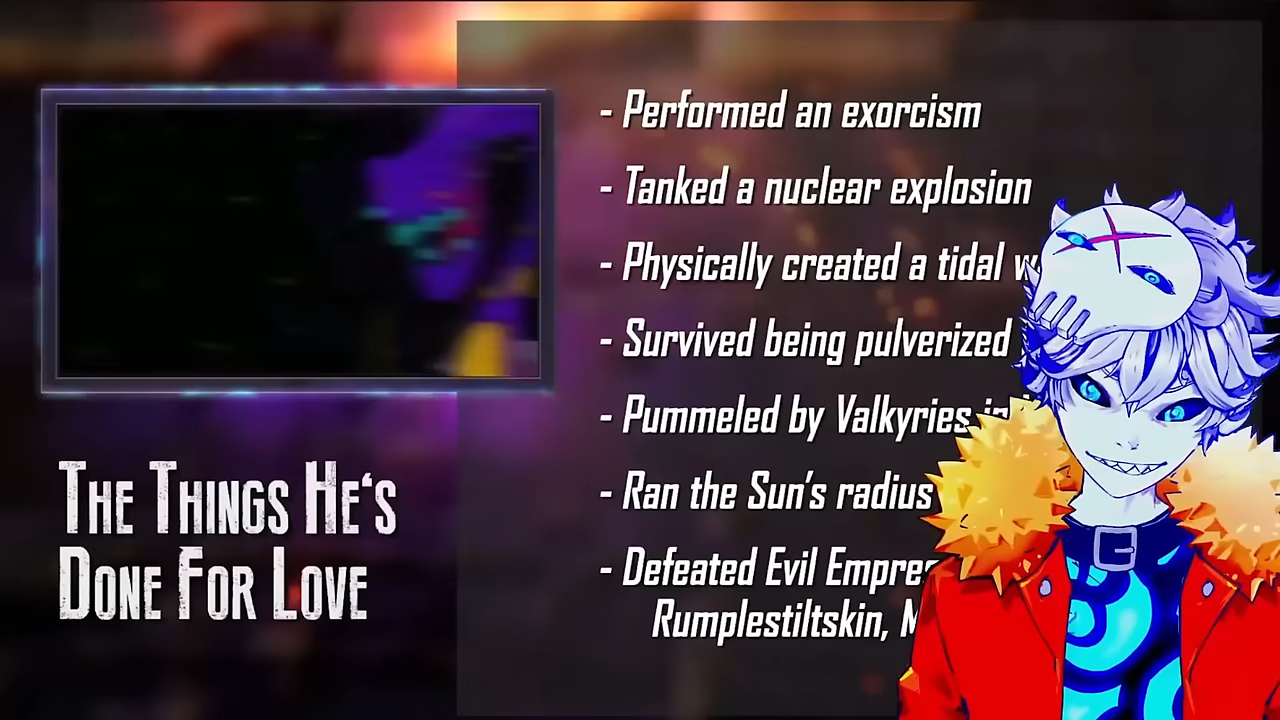 - Performed an exorcism
- Tanked a nuclear explosion
- Physically created a tidal
- Survived being pulverized
- Pummeled by Valkyries in
- Ran the Sun's radius
- Defeated Evil
Rumplestiltskin,
The Things He's
Done For Love